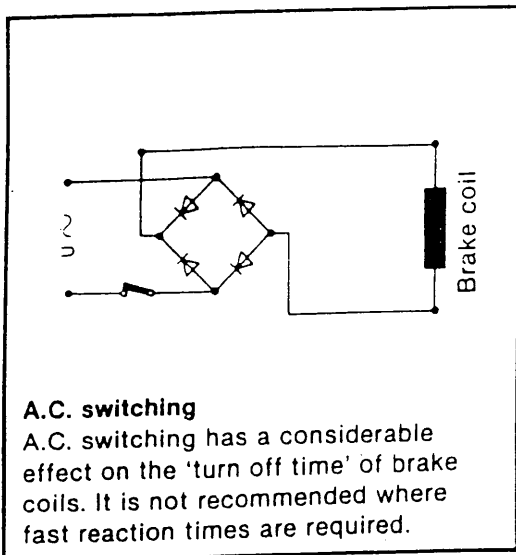 U ~
Brake coil
A.C. switching
A.C. switching has a considerable
effect on the ‘turn off time’ of brake
coils. It is not recommended where
fast reaction times are required.